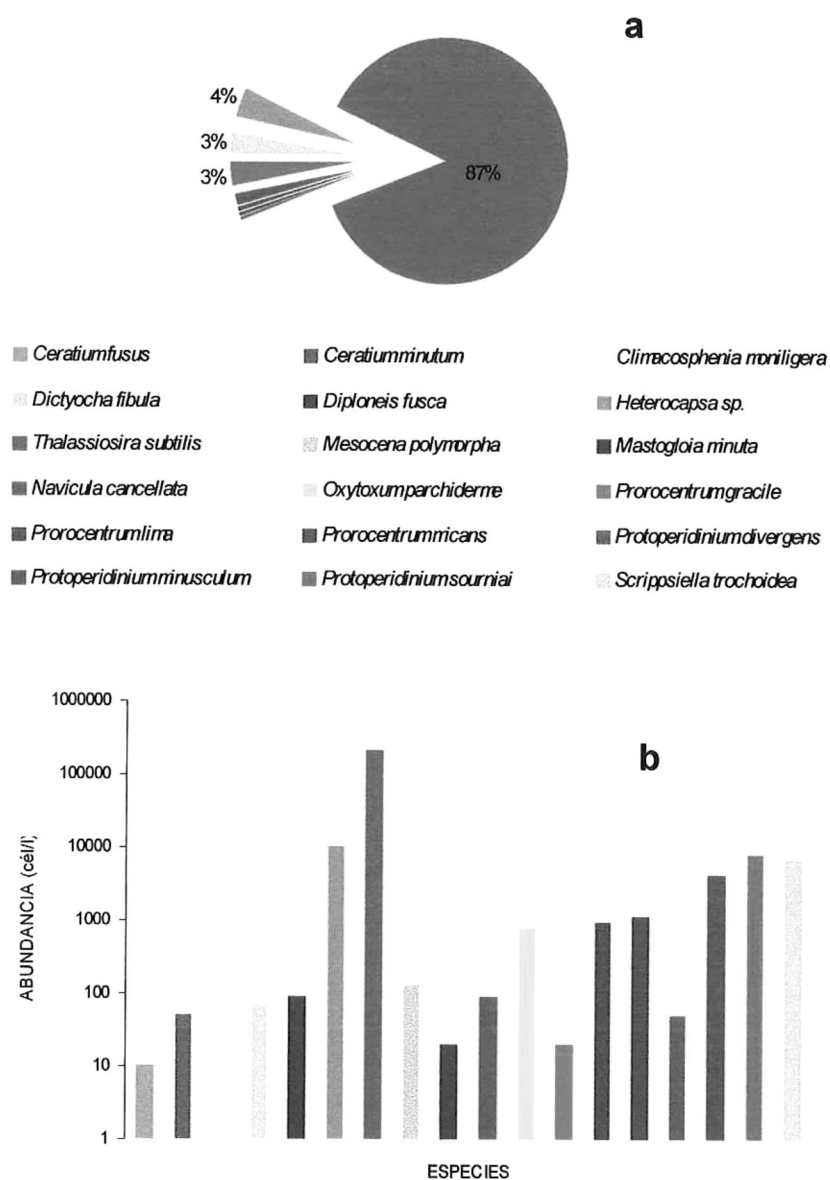 a
4%
3%
3%
87%
Ceratiumfusus
Ceratiumminutum
Climacosphenia moniligera
Dictyocha fibula
Diploneis fusca
Heterocapsa sp.
Thalassiosira subtilis
Mesocena polymorpha
Mastogloia minuta
Navicula cancellata
Oxytoxumparchiderme
Prorocentrumgracile
Prorocentrumlima
Prorocentrummicans
Protoperidiniumdivergens
Protoperidiniumminusculum
Protoperidiniumsourniai
Scrippsiella trochoidea
b
ABUNDANCIA (cél/l)
1000000
100000
10000
1000
100
10
1
ESPECIES